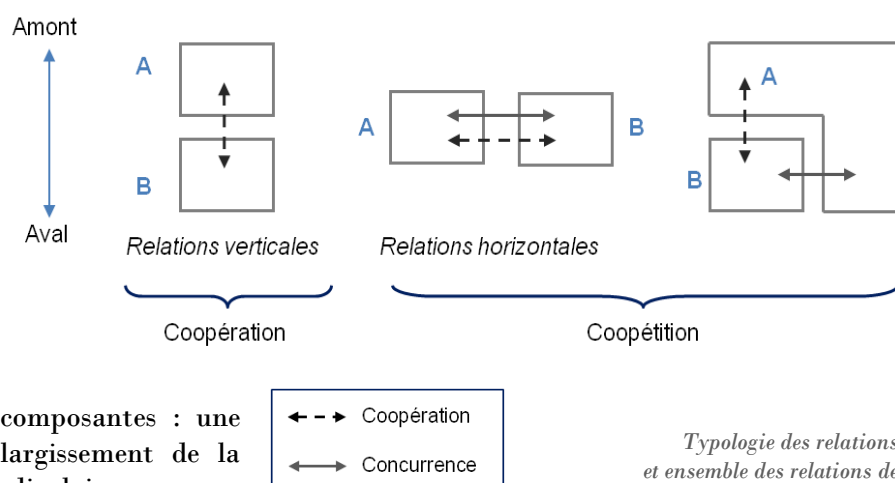 Amont
A
A
A
B
B
B
Aval
Relations verticales
Relations horizontales
Coopération
Coopétition
composantes : une
largissement de la
Coopération
Concurrence
Typologie des relations
et ensemble des relations de